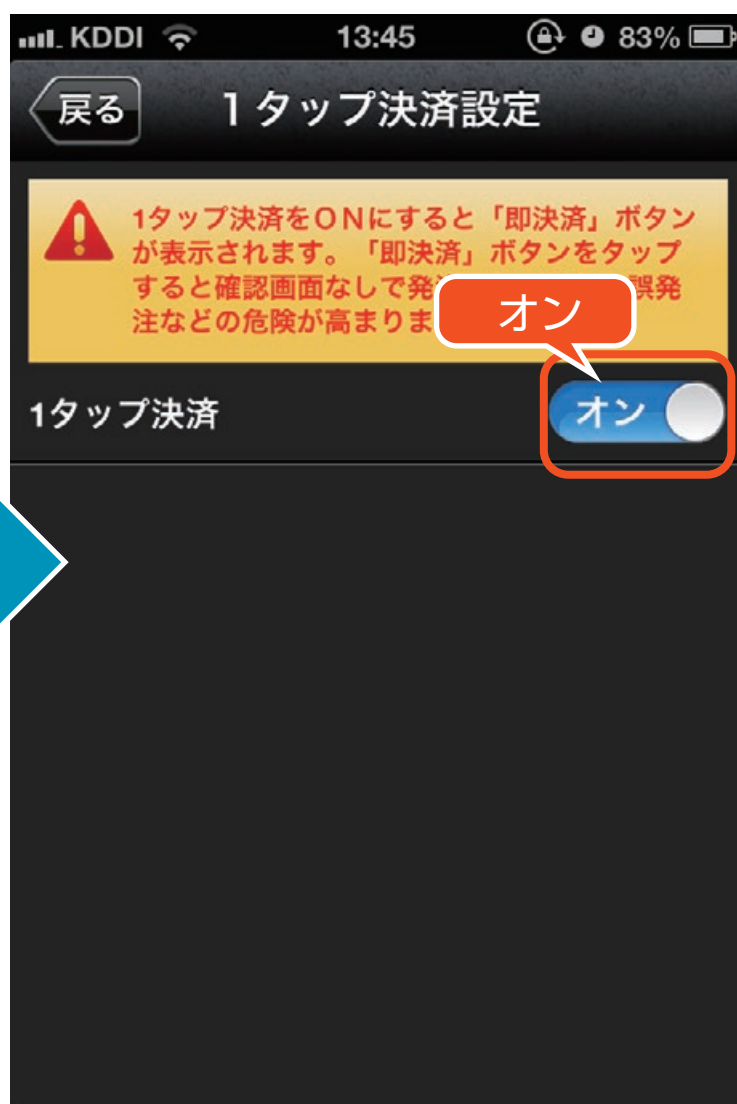 KDDI 13:45 83%
戻る 1タップ決済設定
1タップ決済をONにすると「即決済」ボタン
が表示されます。「即決済」ボタンをタップ
すると確認画面なしで発 誤発
注などの危険が高まりま
オン
1タップ決済 オン